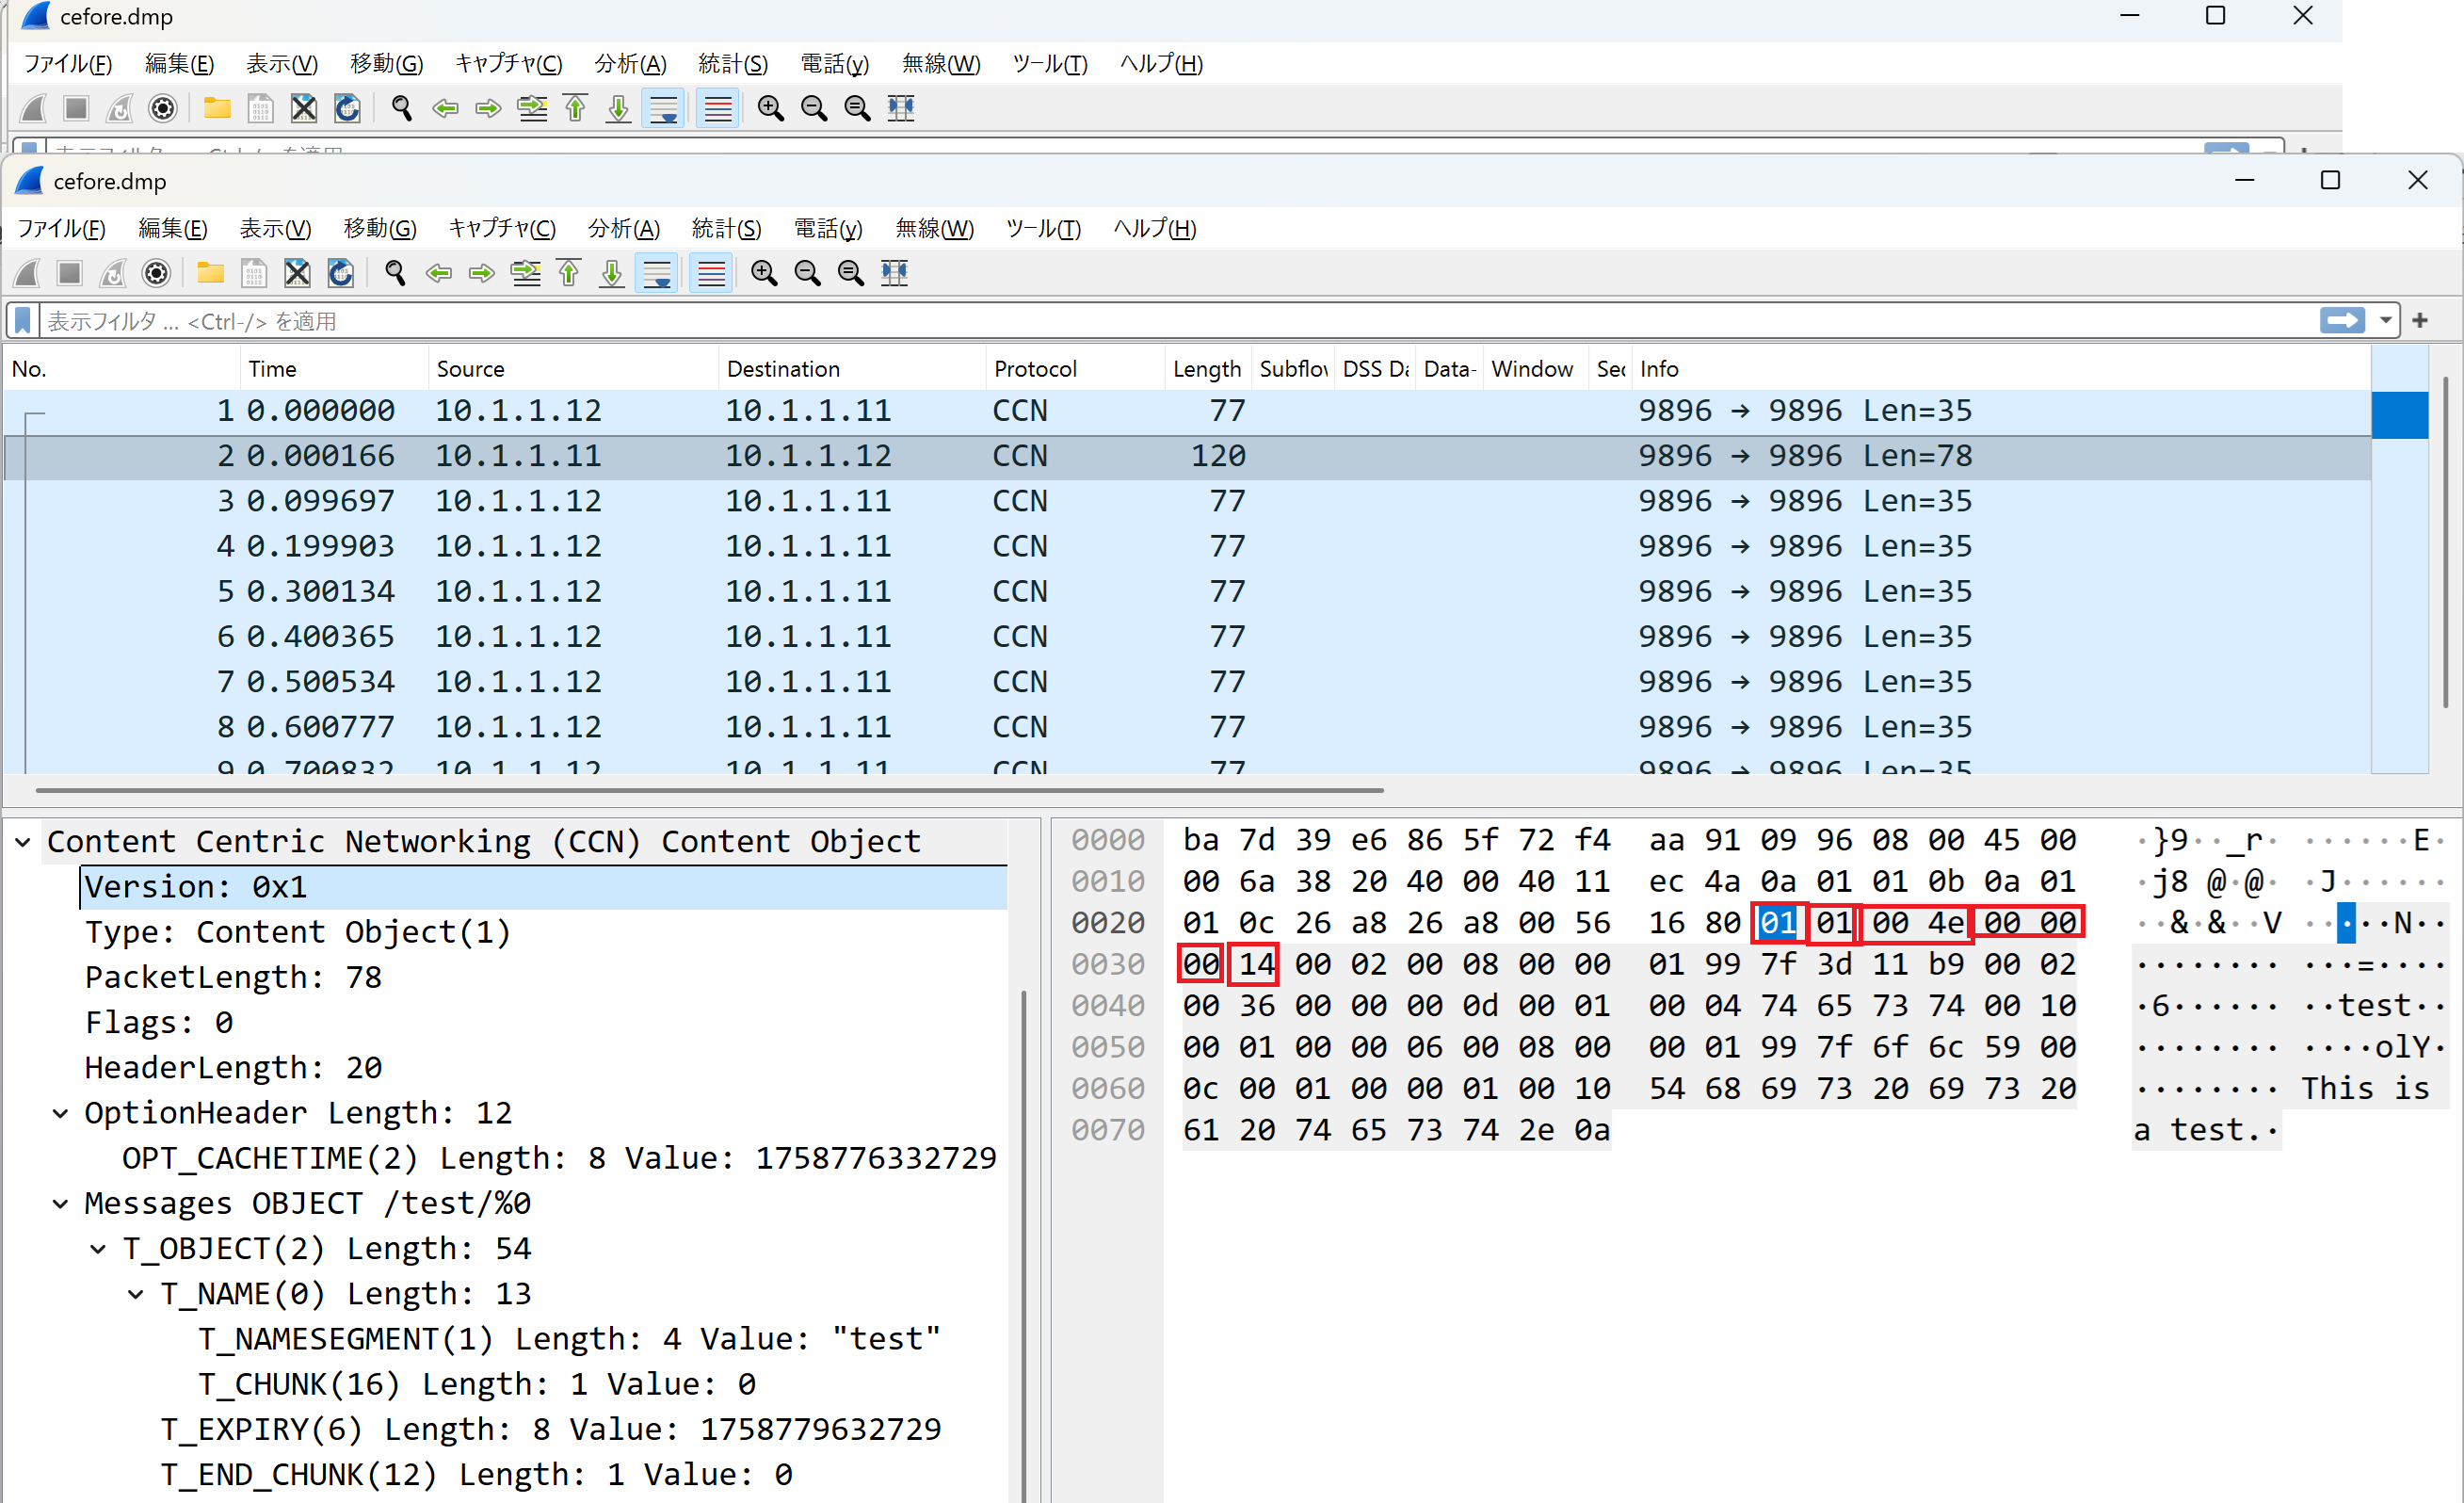 cefore.dmp
ファイル(F) 編集(E) 表示(V) 移動(G) キャプチャ(C) 分析(A) 統計(S) 電話(y) 無線(W) ツール(T) ヘルプ(H)
cefore.dmp
ファイル(F) 編集(E) 表示(V) 移動(G) キャプチャ(C) 分析(A) 統計(S) 電話(y) 無線(W) ツール(T) ヘルプ(H)
表示フィルタ ... <Ctrl-/> を適用
No. Time Source Destination Protocol Length Subflov DSS Da Data- Window Sec Info
1 0.000000 10.1.1.12 10.1.1.11 CCN 77 9896 → 9896 Len=35
2 0.000166 10.1.1.11 10.1.1.12 CCN 120 9896 → 9896 Len=78
3 0.099697 10.1.1.12 10.1.1.11 CCN 77 9896 → 9896 Len=35
4 0.199903 10.1.1.12 10.1.1.11 CCN 77 9896 → 9896 Len=35
5 0.300134 10.1.1.12 10.1.1.11 CCN 77 9896 → 9896 Len=35
6 0.400365 10.1.1.12 10.1.1.11 CCN 77 9896 → 9896 Len=35
7 0.500534 10.1.1.12 10.1.1.11 CCN 77 9896 → 9896 Len=35
8 0.600777 10.1.1.12 10.1.1.11 CCN 77 9896 → 9896 Len=35
9 0.700832 10.1.1.12 10.1.1.11 CCN 77 9896 → 9896 Len=35
Content Centric Networking (CCN) Content Object
Version: 0x1
Type: Content Object(1)
PacketLength: 78
Flags: 0
HeaderLength: 20
OptionHeader Length: 12
OPT_CACHETIME(2) Length: 8 Value: 1758776332729
Messages OBJECT /test/%0
T_OBJECT(2) Length: 54
T_NAME(0) Length: 13
T_NAMESEGMENT(1) Length: 4 Value: "test"
T_CHUNK(16) Length: 1 Value: 0
T_EXPIRY(6) Length: 8 Value: 1758779632729
T_END_CHUNK(12) Length: 1 Value: 0
0000 ba 7d 39 e6 86 5f 72 f4 aa 91 09 96 08 00 45 00 ·}9··_r· ······E·
0010 00 6a 38 20 40 00 40 11 ec 4a 0a 01 01 0b 0a 01 ·j8 @·@· ·J······
0020 01 0c 26 a8 26 a8 00 56 16 80 01 01 00 4e 00 00 ··&·&··V ·····N··
0030 00 14 00 02 00 08 00 00 01 99 7f 3d 11 b9 00 02 ········ ···=····
0040 00 36 00 00 00 0d 00 01 00 04 74 65 73 74 00 10 ·6······ ··test··
0050 00 01 00 00 06 00 08 00 00 01 99 7f 6f 6c 59 00 ········ ····olY·
0060 0c 00 01 00 00 01 00 10 54 68 69 73 20 69 73 20 ········ This is
0070 61 20 74 65 73 74 2e 0a a test.·